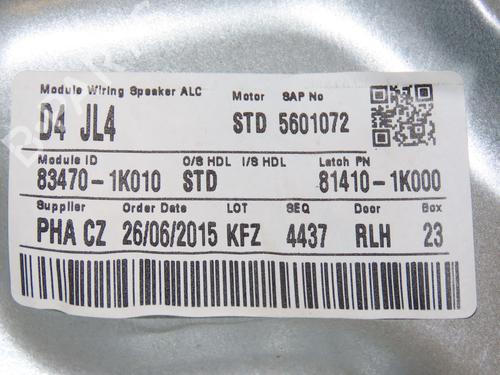 Module Wiring Speaker ALC Motor SAP No
D4 JL4 STD 5601072
Module ID O/S HDL I/S HDL Latch PN
83470-1K010 STD 81410-1K000
Supplier Order Date LOT SEQ Door Box
PHA CZ 26/06/2015 KFZ 4437 RLH 23